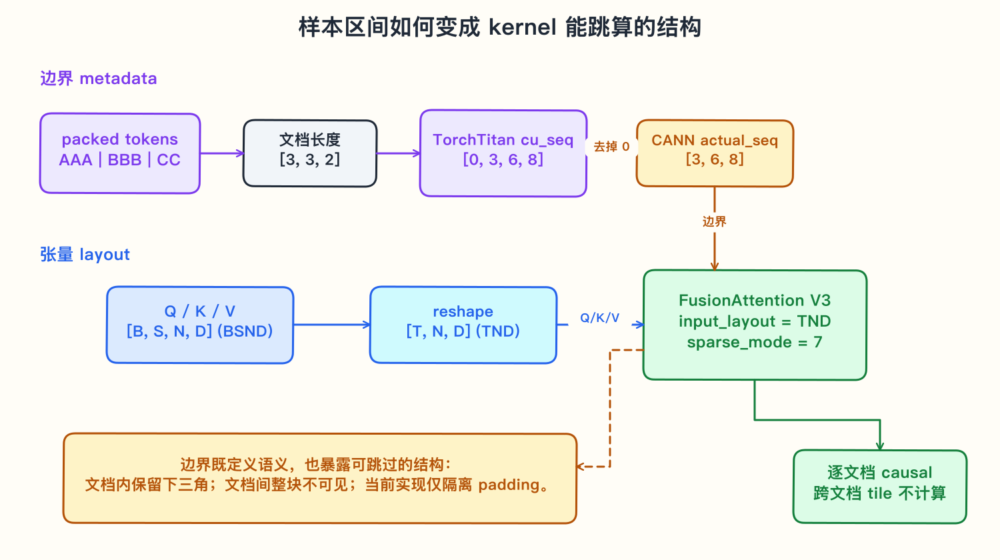 样本区间如何变成 kernel 能跳算的结构
边界 metadata
packed tokens
AAA | BBB | CC
文档长度
[3, 3, 2]
TorchTitan cu_seq
[0, 3, 6, 8]
去掉 0
CANN actual_seq
[3, 6, 8]
边界
张量 layout
Q / K / V
[B, S, N, D] (BSND)
reshape
[T, N, D] (TND)
Q/K/V
FusionAttention V3
input_layout = TND
sparse_mode = 7
边界既定义语义，也暴露可跳过的结构：
文档内保留下三角；文档间整块不可见；当前实现仅隔离 padding。
逐文档 causal
跨文档 tile 不计算